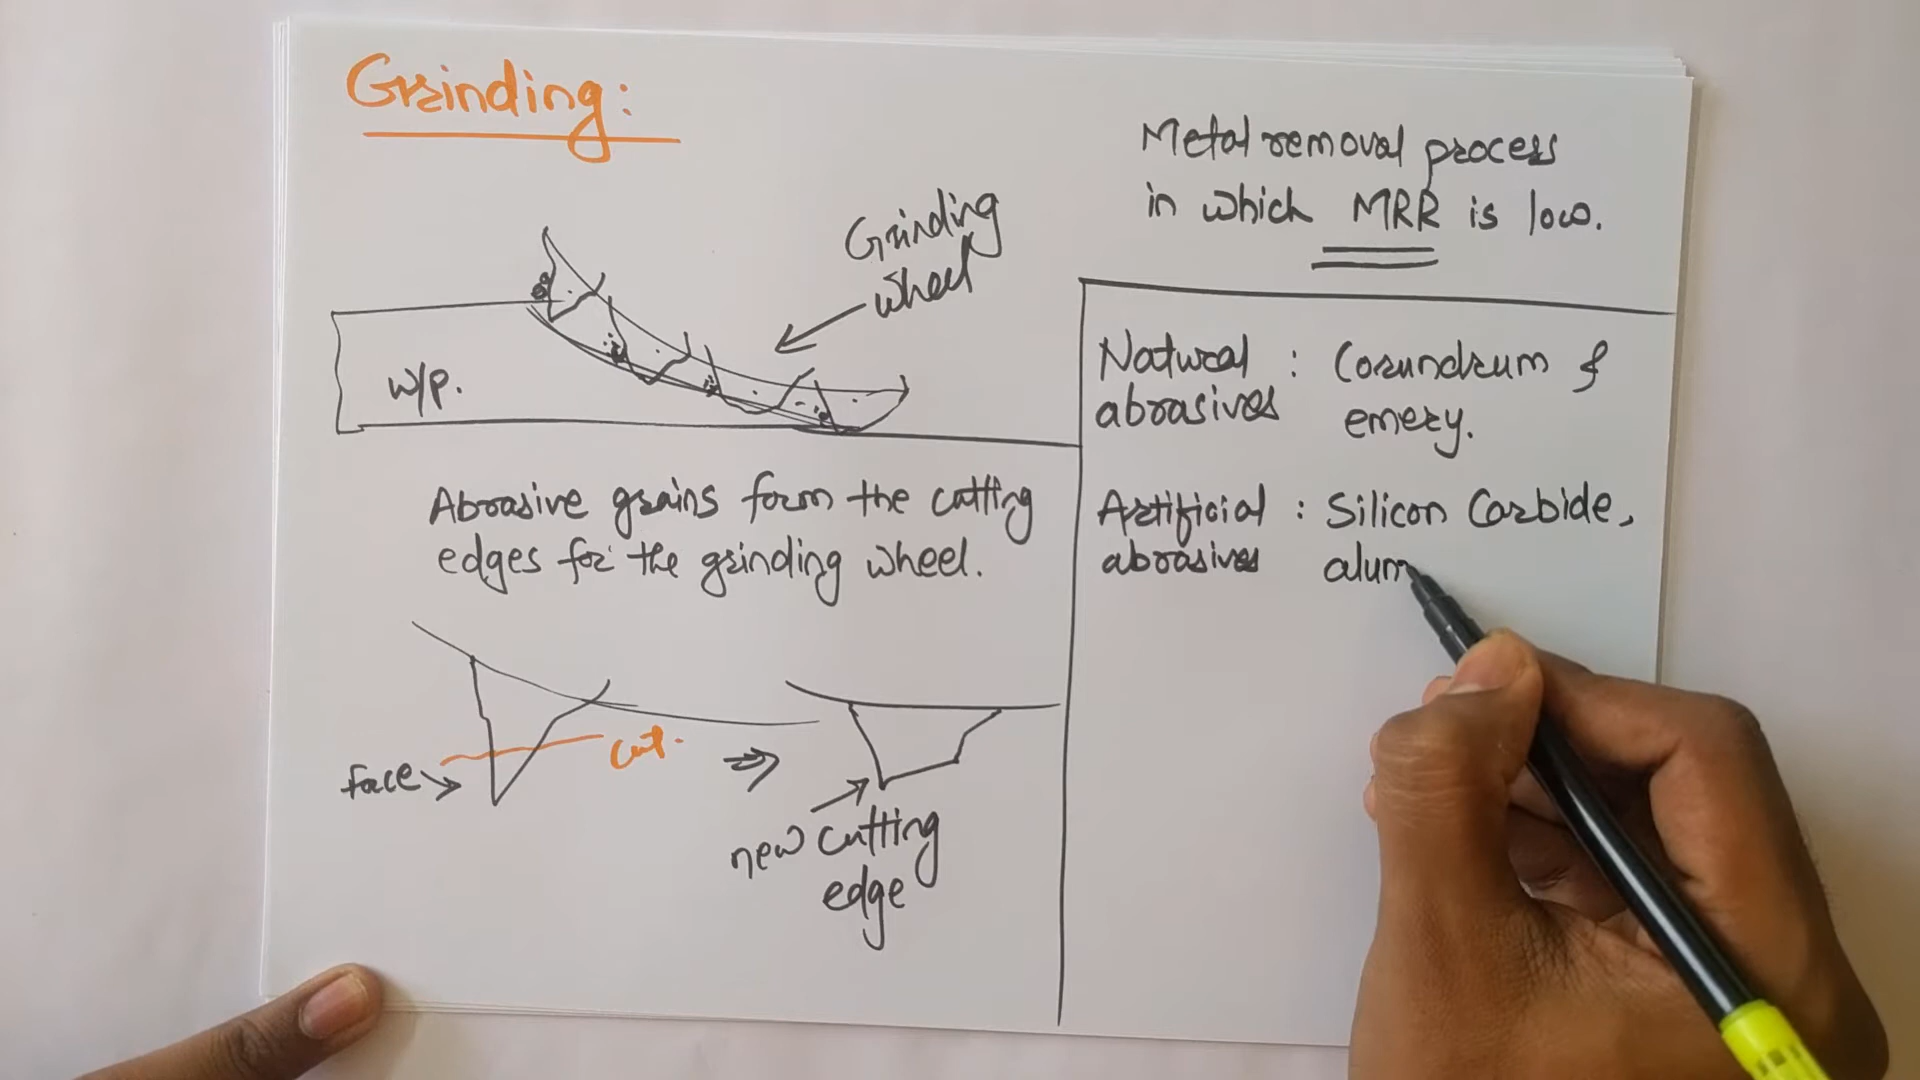 Grinding:
Metal removal process
in which MRR is low.
Grinding
wheel
w/p.
Abrasive grains form the cutting
edges for the grinding wheel.
face
cut.
new cutting
edge
Natural : Corundrum &
abrasives emery.
Artificial : Silicon Carbide,
abrasives alum